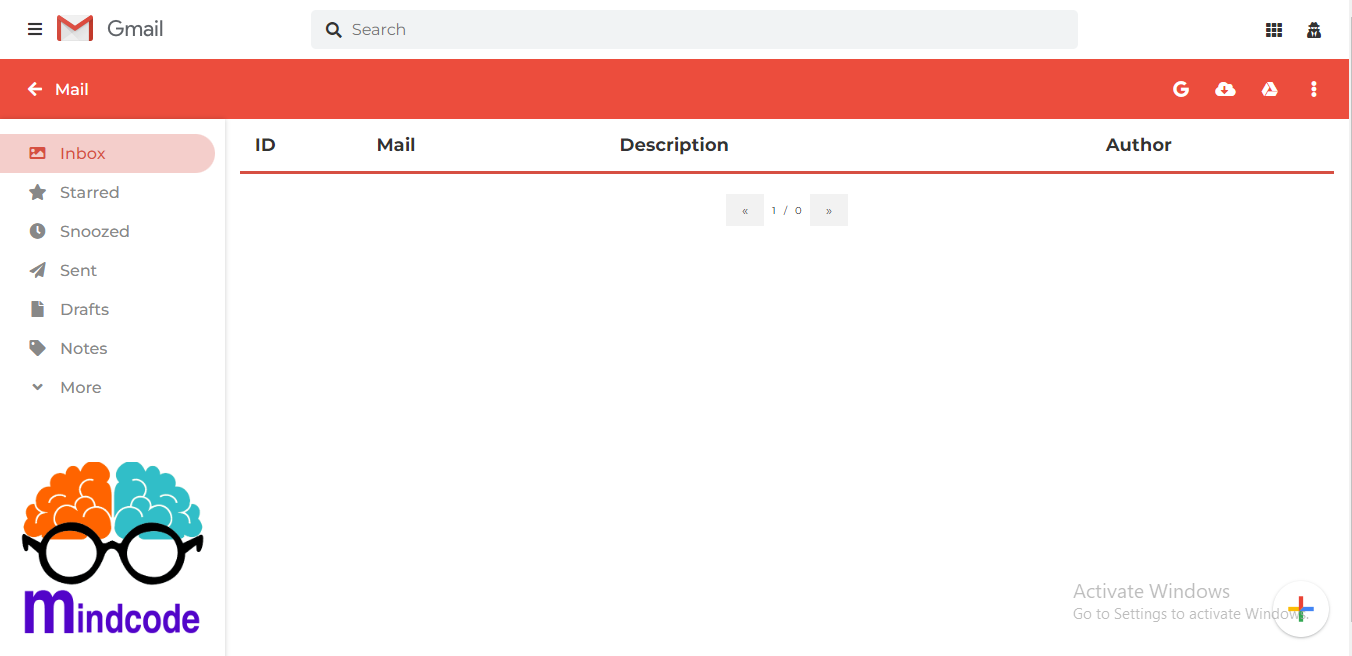 Gmail
Search
Mail
Inbox
Starred
Snoozed
Sent
Drafts
Notes
More
ID Mail Description Author
« 1 / 0 »
mindcode
Activate Windows
Go to Settings to activate Windows.